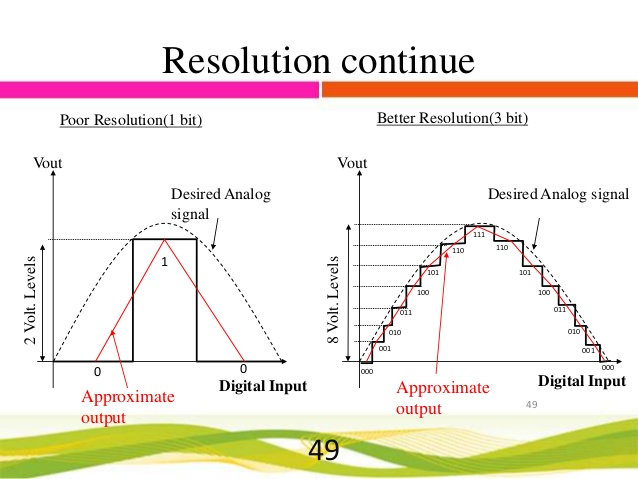 Resolution continue
Poor Resolution(1 bit)
Vout
Desired Analog
signal
2 Volt. Levels
1
0
0
Digital Input
Approximate
output
Better Resolution(3 bit)
Vout
Desired Analog signal
8 Volt. Levels
111
110
110
101
101
100
100
011
011
010
010
001
001
000
000
Digital Input
Approximate
output
49
49